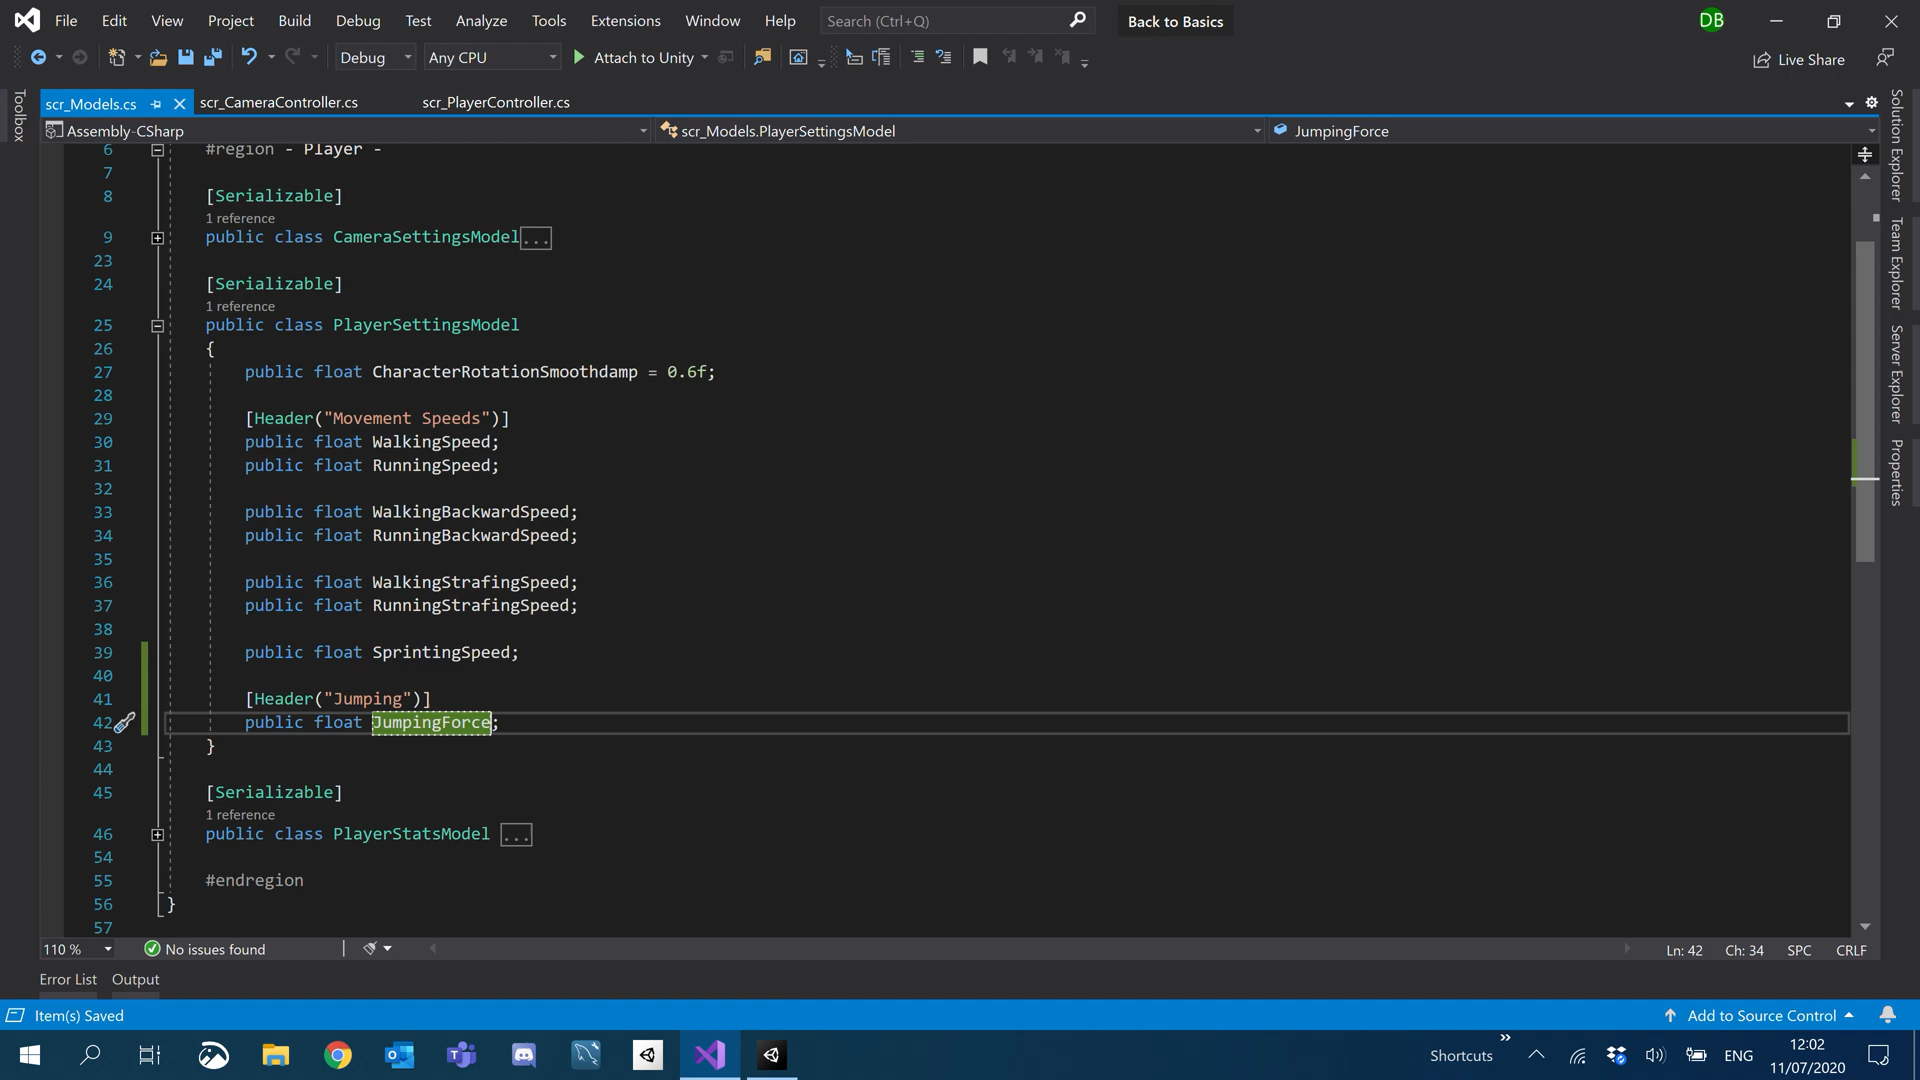 File Edit View Project Build Debug Test Analyze Tools Extensions Window Help Search (Ctrl+Q) Back to Basics DB
Debug Any CPU Attach to Unity Live Share
scr_Models.cs scr_CameraController.cs scr_PlayerController.cs
Assembly-CSharp scr_Models.PlayerSettingsModel JumpingForce
Toolbox
Solution Explorer
Team Explorer
Server Explorer
Properties
6 #region - Player -
7
8 [Serializable]
1 reference
9 public class CameraSettingsModel...
23
24 [Serializable]
1 reference
25 public class PlayerSettingsModel
26 {
27 public float CharacterRotationSmoothdamp = 0.6f;
28
29 [Header("Movement Speeds")]
30 public float WalkingSpeed;
31 public float RunningSpeed;
32
33 public float WalkingBackwardSpeed;
34 public float RunningBackwardSpeed;
35
36 public float WalkingStrafingSpeed;
37 public float RunningStrafingSpeed;
38
39 public float SprintingSpeed;
40
41 [Header("Jumping")]
42 public float JumpingForce;
43 }
44
45 [Serializable]
1 reference
46 public class PlayerStatsModel ...
54
55 #endregion
56 }
57
110 % No issues found Ln: 42 Ch: 34 SPC CRLF
Error List Output
Item(s) Saved Add to Source Control
Shortcuts » ENG 12:02
11/07/2020